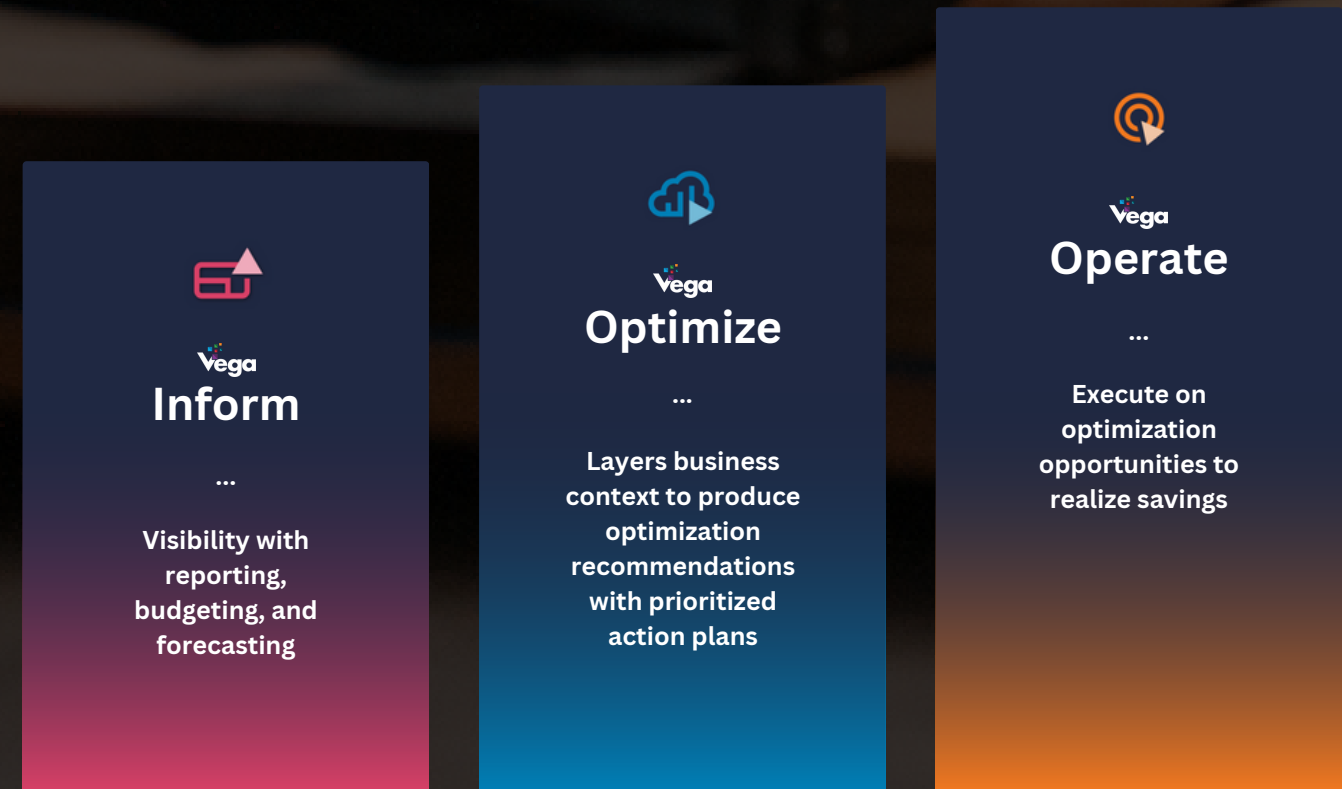 Vega
Inform
...
Visibility with
reporting,
budgeting, and
forecasting
Vega
Optimize
...
Layers business
context to produce
optimization
recommendations
with prioritized
action plans
Vega
Operate
...
Execute on
optimization
opportunities to
realize savings